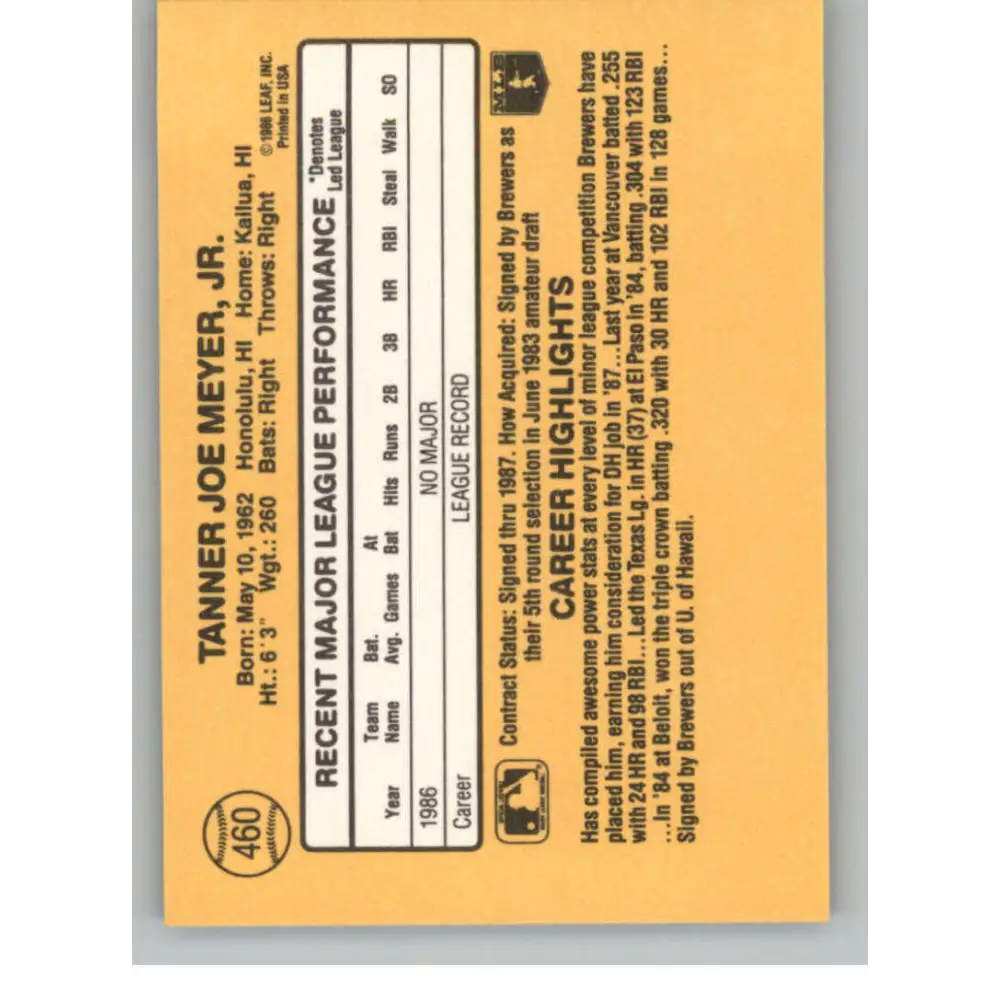 460
TANNER JOE MEYER, JR.
Born: May 10, 1962 Honolulu, HI Home: Kailua, HI
Ht.: 6'3" Wgt.: 260 Bats: Right Throws: Right
©1986 LEAF, INC.
Printed in USA
RECENT MAJOR LEAGUE PERFORMANCE
*Denotes
Led League
Team Bat. At
Year Name Avg. Games Bat Hits Runs 2B 3B HR RBI Steal Walk SO
1986 NO MAJOR
Career LEAGUE RECORD
Contract Status: Signed thru 1987. How Acquired: Signed by Brewers as
their 5th round selection in June 1983 amateur draft
MLB
CAREER HIGHLIGHTS
Has compiled awesome power stats at every level of minor league competition Brewers have
placed him, earning him consideration for DH job in '87...Last year at Vancouver batted .255
with 24 HR and 98 RBI...Led the Texas Lg. in HR (37) at El Paso in '84, batting .304 with 123 RBI
...In '84 at Beloit, won the triple crown batting .320 with 30 HR and 102 RBI in 128 games...
Signed by Brewers out of U. of Hawaii.